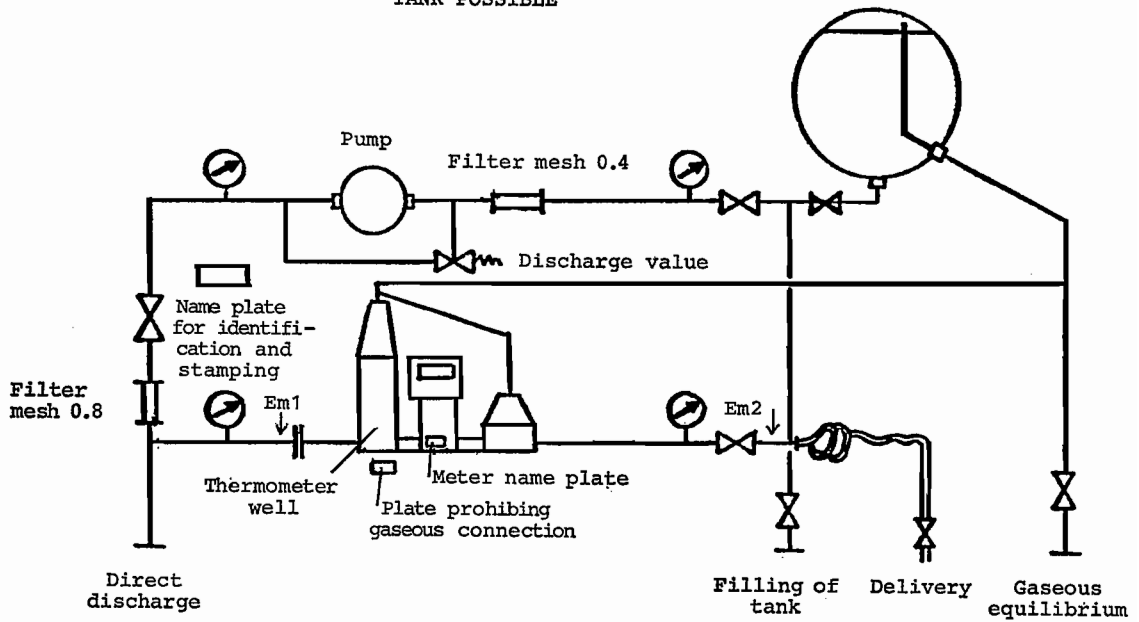 TANK POSSIBLE
Pump
Filter mesh 0.4
Discharge value
Name plate
for identifi-
cation and
stamping
Filter
mesh 0.8
Em1
Em2
Thermometer
well
Meter name plate
Plate prohibing
gaseous connection
Direct
discharge
Filling of
tank
Delivery
Gaseous
equilibrium